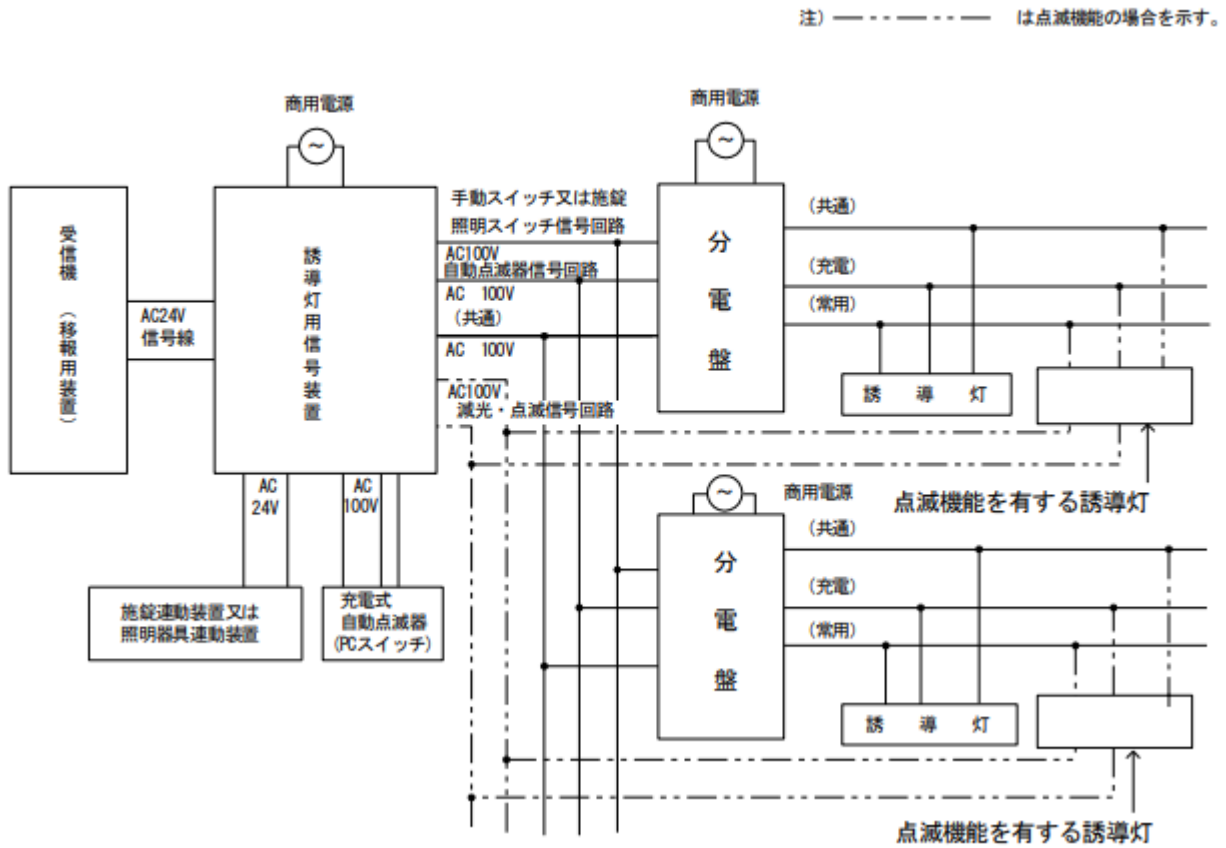 注) は点滅機能の場合を示す。
商用電源
商用電源
~
~
受信機 (移報用装置)
AC24V
信号線
誘導灯用信号装置
手動スイッチ又は施錠
照明スイッチ信号回路
AC100V
自動点滅器信号回路
AC 100V
(共通)
AC 100V
AC100V
減光・点滅信号回路
分電盤
(共通)
(充電)
(常用)
誘 導 灯
点滅機能を有する誘導灯
AC
24V
AC
100V
施錠連動装置又は
照明器具連動装置
充電式
自動点滅器
(PCスイッチ)
~
商用電源
分電盤
(共通)
(充電)
(常用)
誘 導 灯
点滅機能を有する誘導灯